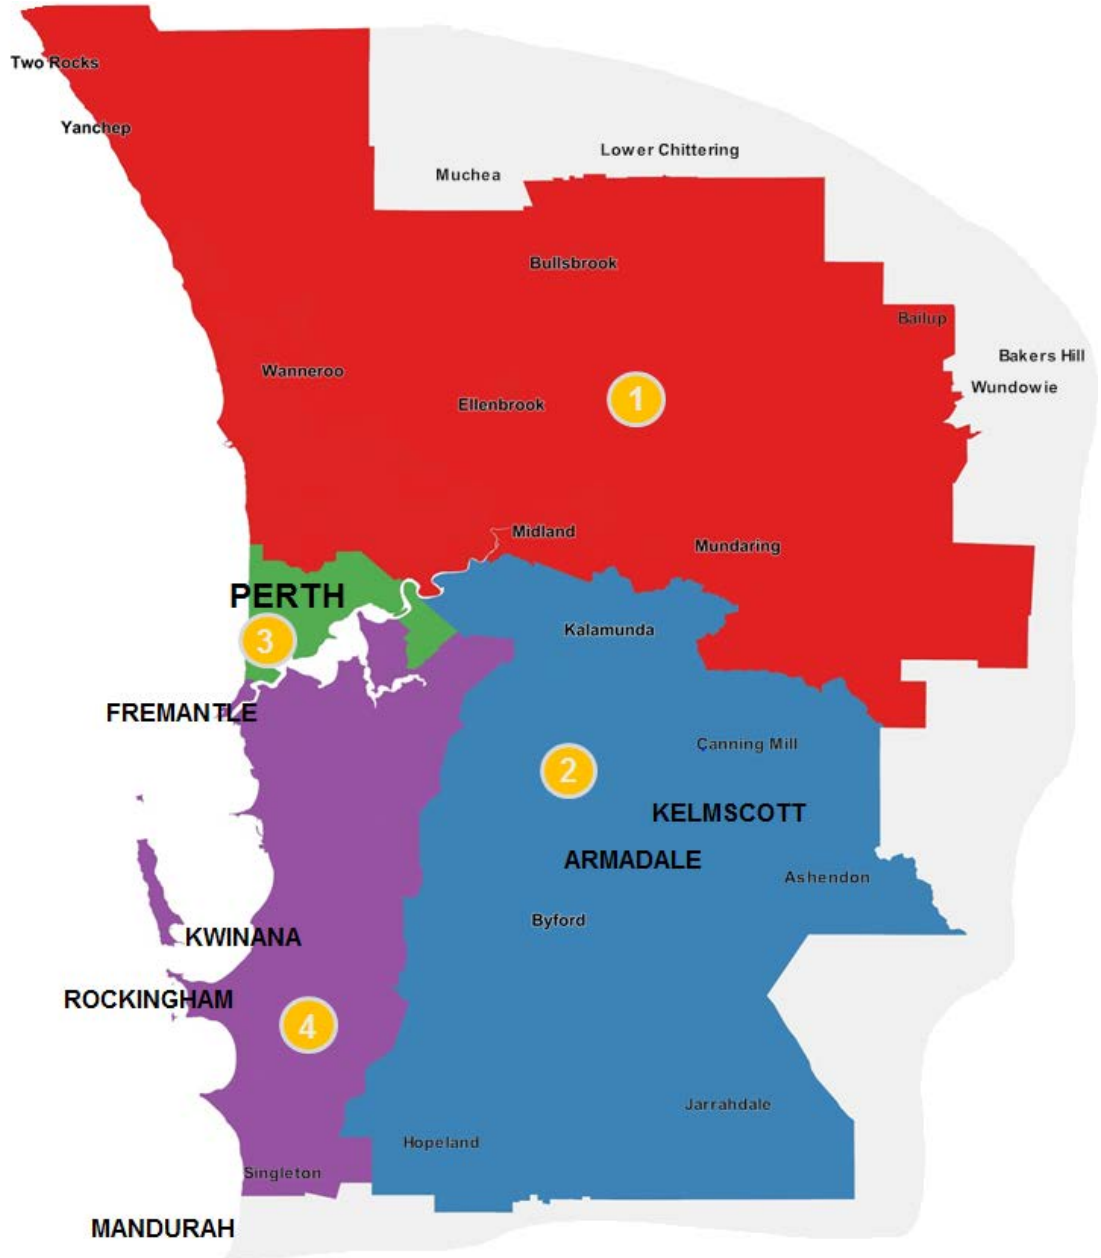 Two Rocks
Yanchep
Lower Chittering
Muchea
Bullsbrook
Bailup
Bakers Hill
Wanneroo
Wundowie
Ellenbrook
1
Midland
Mundaring
PERTH
Kalamunda
3
FREMANTLE
Canning Mill
2
KELMSCOTT
ARMADALE
Ashendon
Byford
KWINANA
ROCKINGHAM
4
Jarrahdale
Hopeland
Singleton
MANDURAH